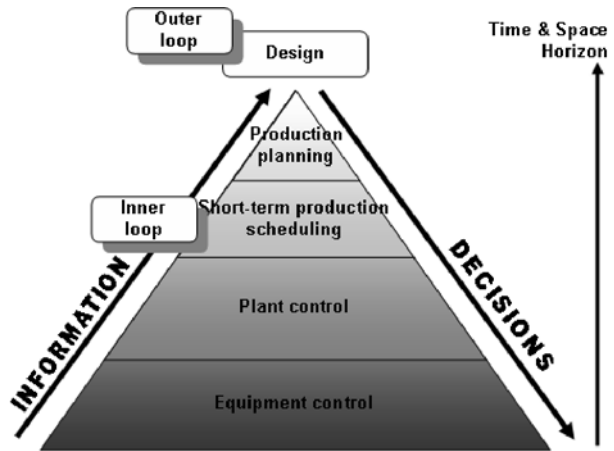 Outer
loop
Design
Time & Space
Horizon
Production
planning
Inner
loop
Short-term production
scheduling
INFORMATION
DECISIONS
Plant control
Equipment control